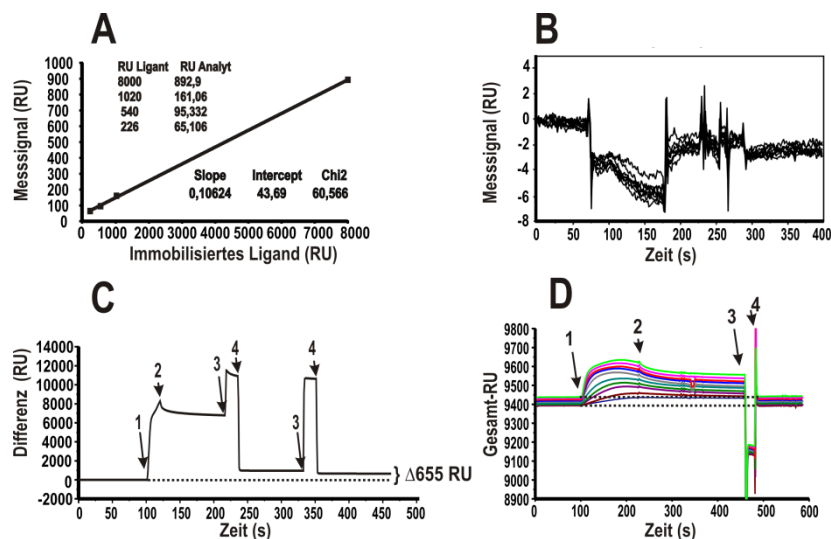 A
Messsignal (RU)
1000
900
800
700
600
500
400
300
200
100
0
RU Ligant RU Analyt
8000 892,9
1020 161,06
540 95,332
226 65,106
Slope Intercept Chi2
0,10624 43,69 60,566
0 1000 2000 3000 4000 5000 6000 7000 8000
Immobilisiertes Ligand (RU)
B
Messsignal (RU)
4
2
0
-2
-4
-6
-8
0 50 100 150 200 250 300 350 400
Zeit (s)
C
Differenz (RU)
14000
12000
10000
8000
6000
4000
2000
0
-2000
1
2
3
4
3
4
Δ655 RU
0 50 100 150 200 250 300 350 400 450 500
Zeit (s)
D
Gesamt-RU
9800
9700
9600
9500
9400
9300
9200
9100
9000
8900
1
2
3
4
0 100 200 300 400 500 600
Zeit (s)